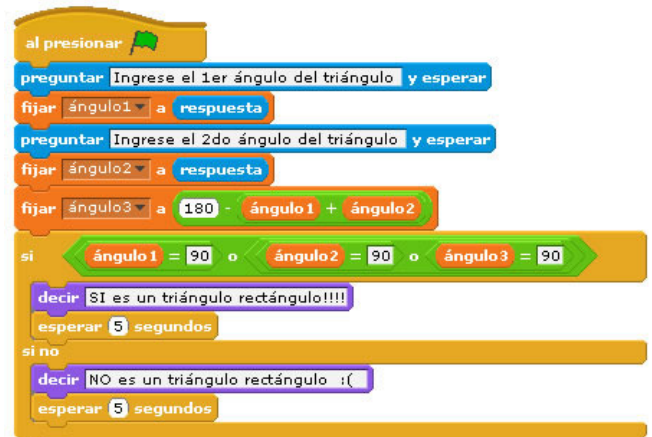 al presionar
preguntar Ingrese el 1er ángulo del triángulo y esperar
fijar ángulo1 a respuesta
preguntar Ingrese el 2do ángulo del triángulo y esperar
fijar ángulo2 a respuesta
fijar ángulo3 a 180 - ángulo1 + ángulo2
si ángulo1 = 90 o ángulo2 = 90 o ángulo3 = 90
decir SI es un triángulo rectángulo!!!!
esperar 5 segundos
si no
decir NO es un triángulo rectángulo :(
esperar 5 segundos